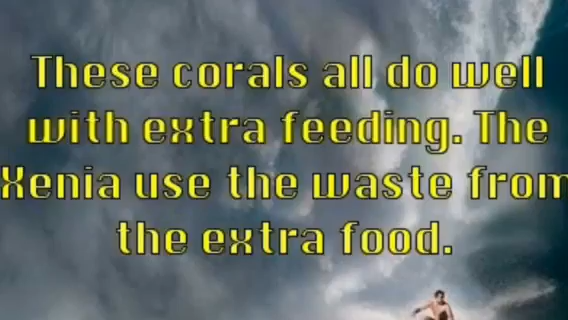 These corals all do well
with extra feeding. The
Xenia use the waste from
the extra food.